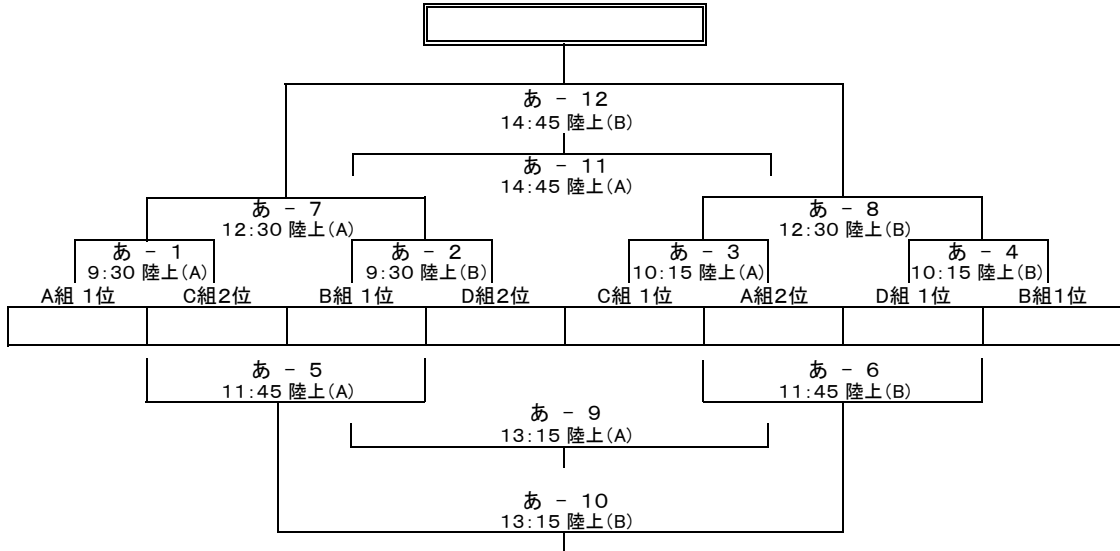 あ － 12
14:45 陸上(B)
あ － 11
14:45 陸上(A)
あ － 7
12:30 陸上(A)
あ － 8
12:30 陸上(B)
あ － 1
9:30 陸上(A)
あ － 2
9:30 陸上(B)
あ － 3
10:15 陸上(A)
あ － 4
10:15 陸上(B)
A組 1位 C組2位 B組 1位 D組2位 C組 1位 A組2位 D組 1位 B組1位
あ － 5
11:45 陸上(A)
あ － 6
11:45 陸上(B)
あ － 9
13:15 陸上(A)
あ － 10
13:15 陸上(B)